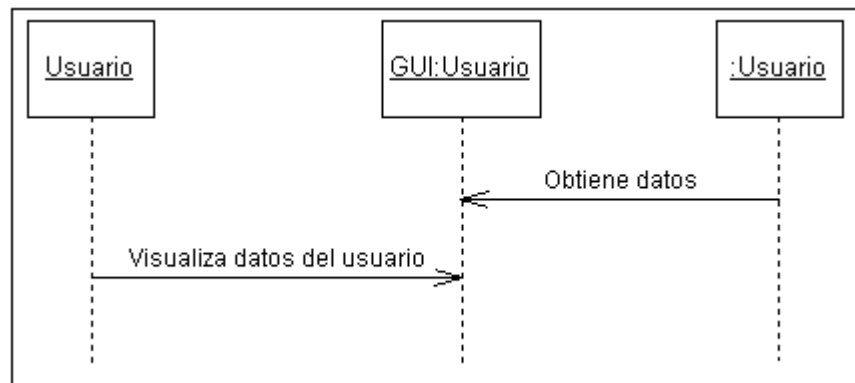 Usuario
GUI:Usuario
:Usuario
Obtiene datos
Visualiza datos del usuario